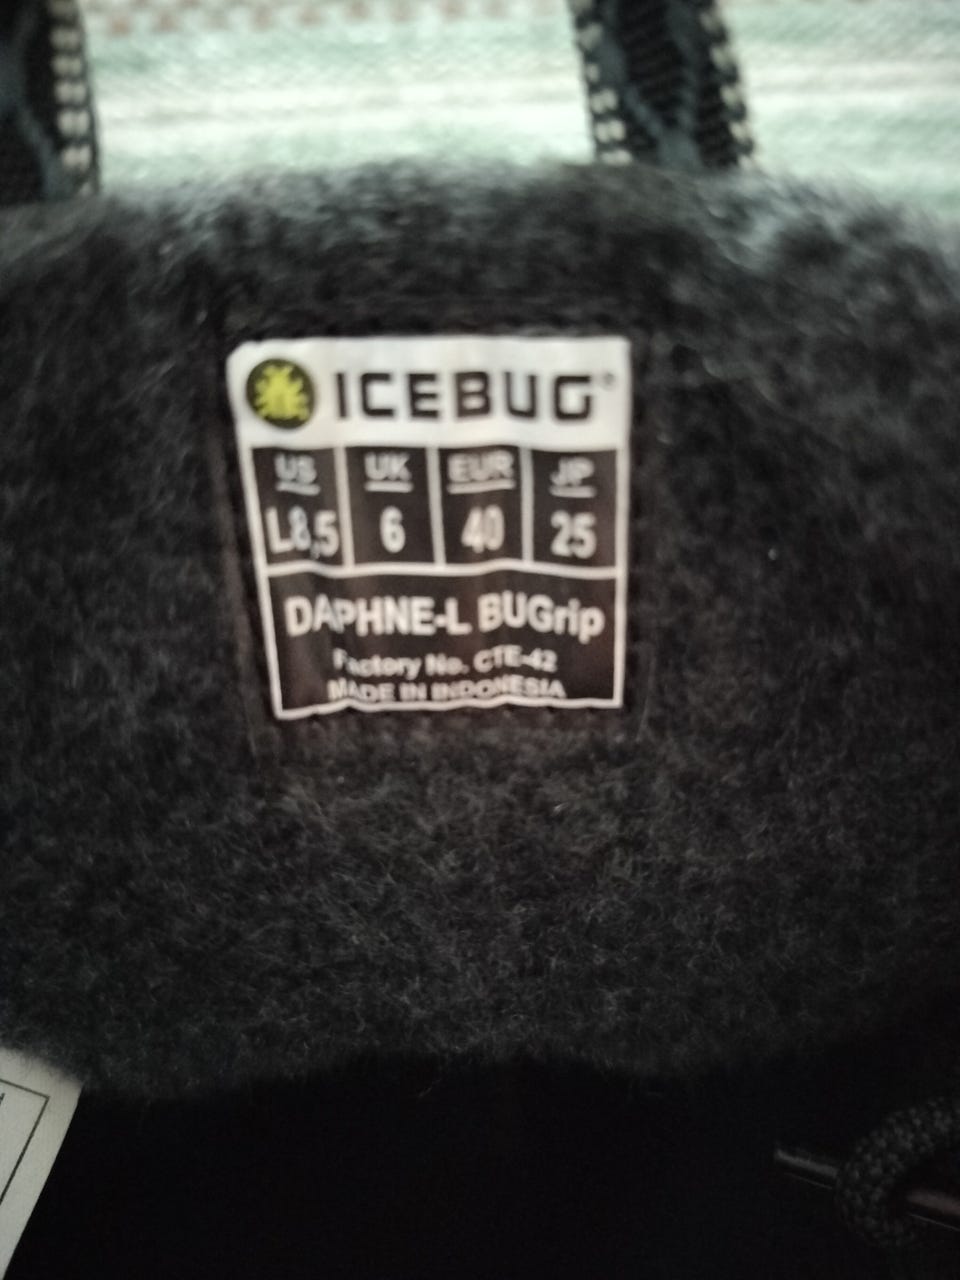 ICEBUG®
US UK EUR JP
L8,5 6 40 25
DAPHNE-L BUGrip
Factory No. CTE-42
MADE IN INDONESIA